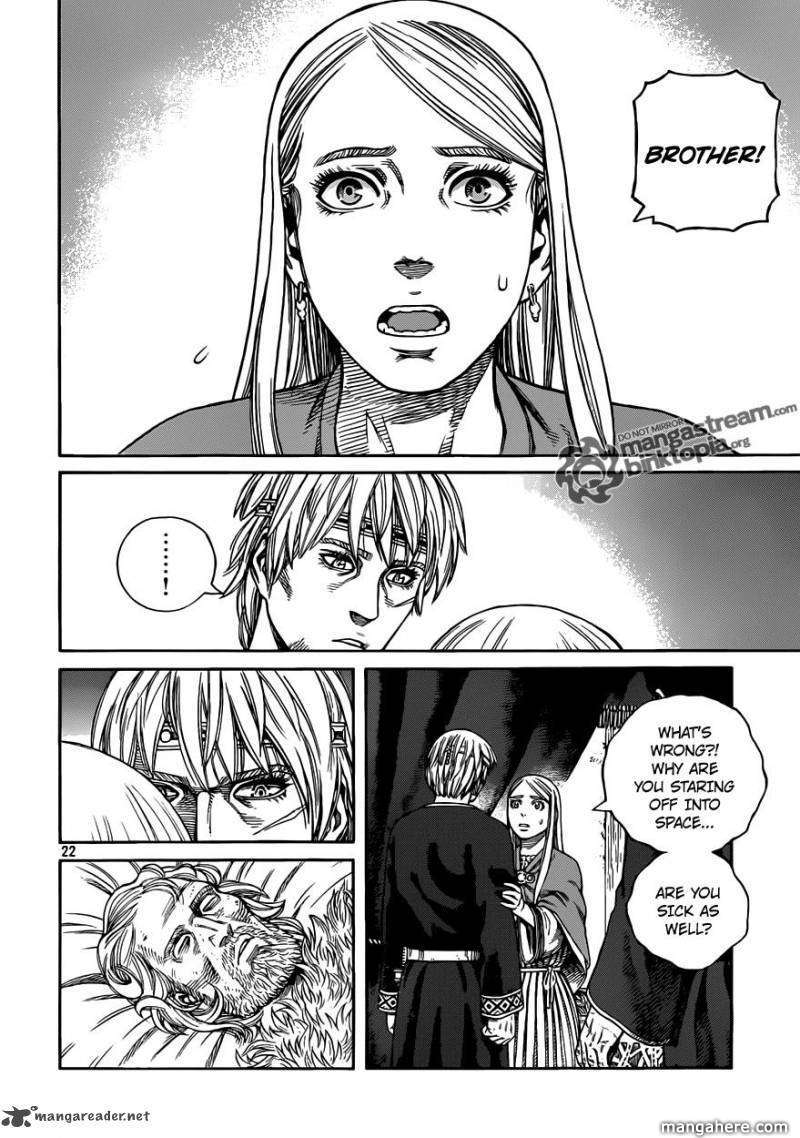 BROTHER!
DO NOT MIRROR
mangastream.com
binktopia.org
......!
WHAT'S
WRONG?!
WHY ARE
YOU STARING
OFF INTO
SPACE...
ARE YOU
SICK AS
WELL?
22
mangareader.net
mangahere.com